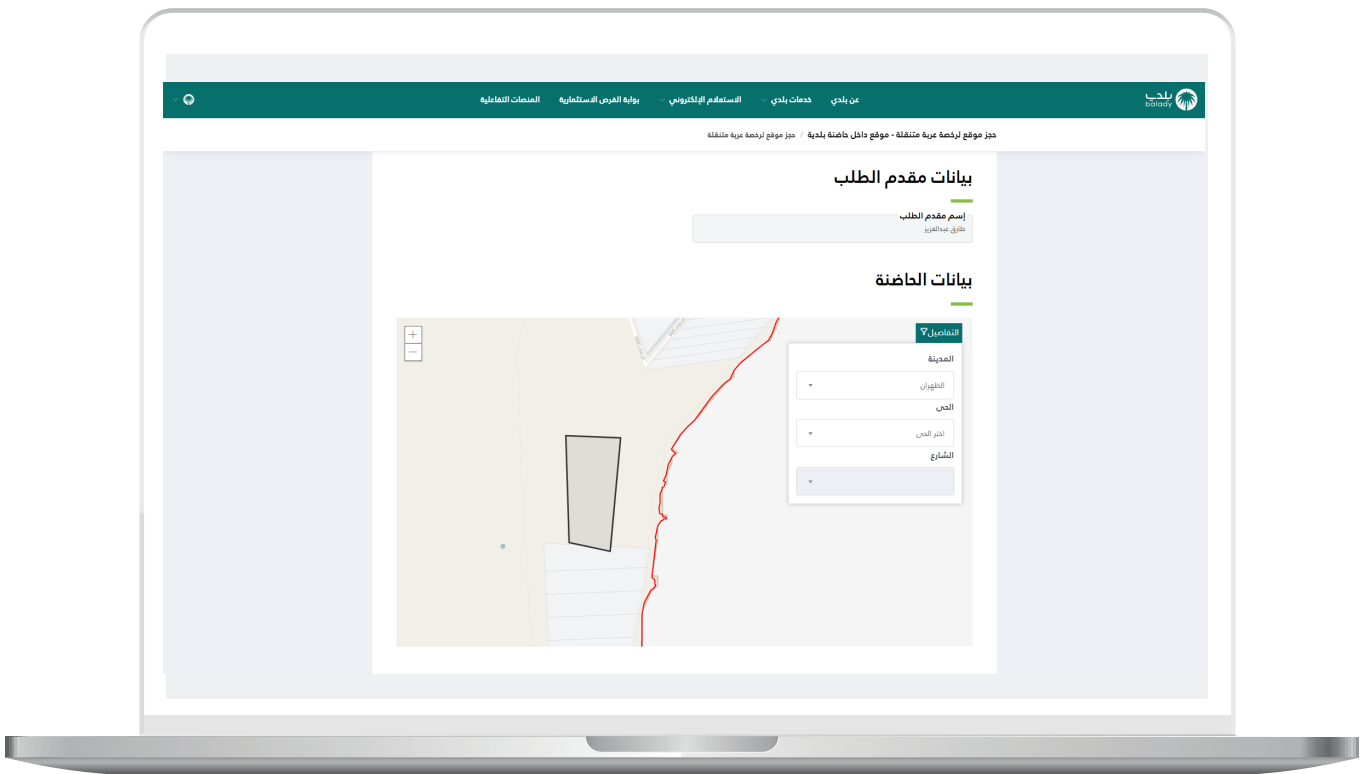 بلدي
balady
عن بلدي
خدمات بلدي
الاستعلام الإلكتروني
بوابة الفرص الاستثمارية
المنصات التفاعلية
حجز موقع لرخصة عربة متنقلة - موقع داخل حاضنة بلدية / حجز موقع لرخصة عربة متنقلة
بيانات مقدم الطلب
إسم مقدم الطلب
طارق عبدالعزيز
بيانات الحاضنة
التفاصيل
المدينة
الظهران
الحى
اختر الحى
الشارع
+
−